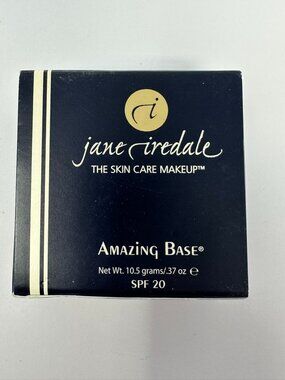 jane iredale
THE SKIN CARE MAKEUP™
AMAZING BASE®
Net Wt. 10.5 grams/.37 oz ℮
SPF 20